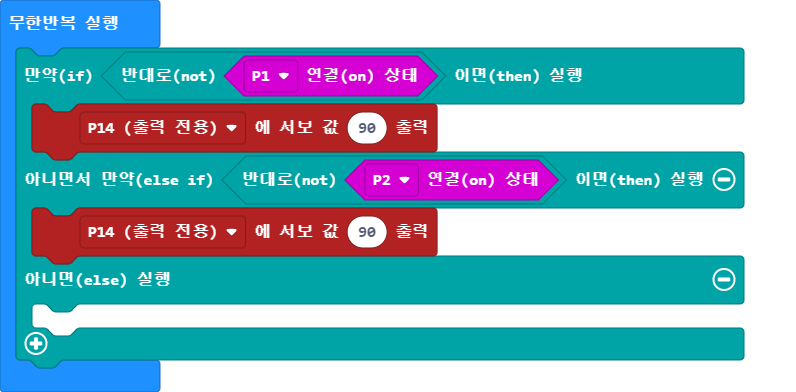 무한반복 실행
만약(if) 반대로(not) P1 연결(on) 상태 이면(then) 실행
P14 (출력 전용) 에 서보 값 90 출력
아니면서 만약(else if) 반대로(not) P2 연결(on) 상태 이면(then) 실행
P14 (출력 전용) 에 서보 값 90 출력
아니면(else) 실행